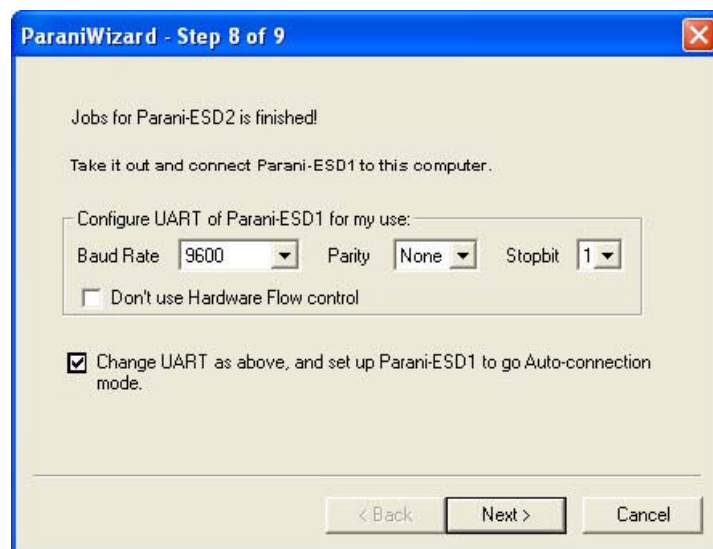 ParaniWizard - Step 8 of 9
Jobs for Parani-ESD2 is finished!
Take it out and connect Parani-ESD1 to this computer.
Configure UART of Parani-ESD1 for my use:
Baud Rate 9600 Parity None Stopbit 1
Don't use Hardware Flow control
Change UART as above, and set up Parani-ESD1 to go Auto-connection
mode.
< Back Next > Cancel